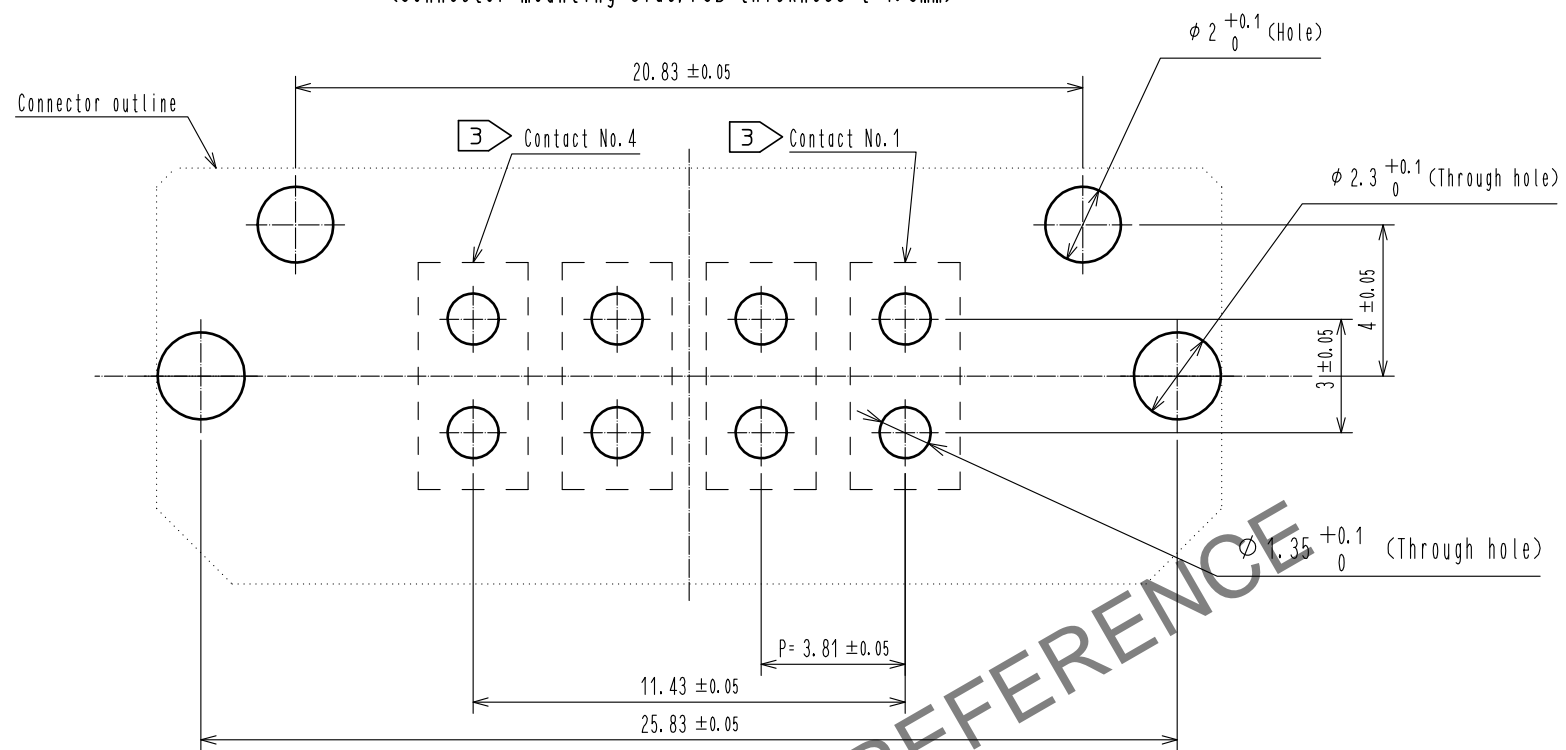 φ 2 +0.1 0 (Hole)
20.83 ±0.05
Connector outline
3 Contact No.4
3 Contact No.1
φ 2.3 +0.1 0 (Through hole)
4 ±0.05
3 ±0.05
Ø 1.35 +0.1 0 (Through hole)
P= 3.81 ±0.05
11.43 ±0.05
25.83 ±0.05
REFERENCE